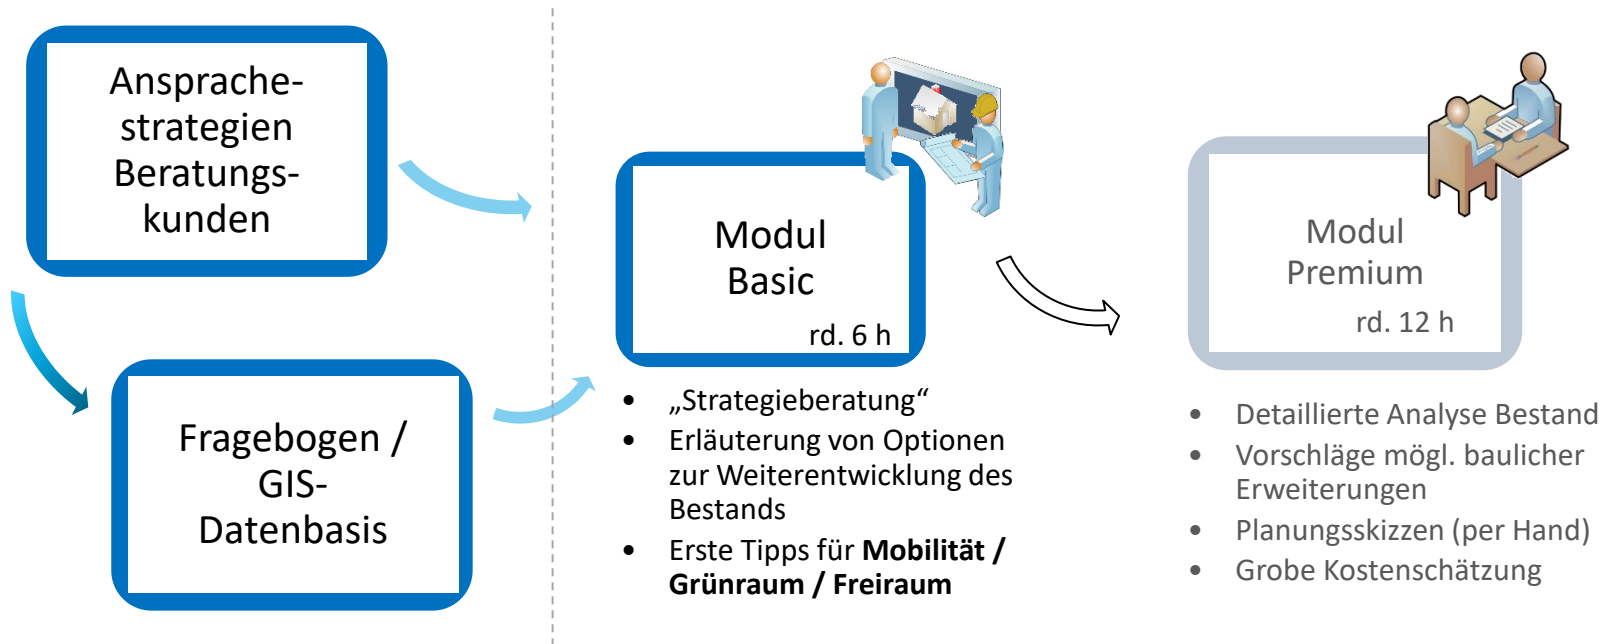 Ansprache-
strategien
Beratungs-
kunden
Fragebogen /
GIS-
Datenbasis
Modul
Basic
rd. 6 h
• „Strategieberatung“
• Erläuterung von Optionen
zur Weiterentwicklung des
Bestands
• Erste Tipps für Mobilität /
Grünraum / Freiraum
Modul
Premium
rd. 12 h
• Detaillierte Analyse Bestand
• Vorschläge mögl. baulicher
Erweiterungen
• Planungsskizzen (per Hand)
• Grobe Kostenschätzung